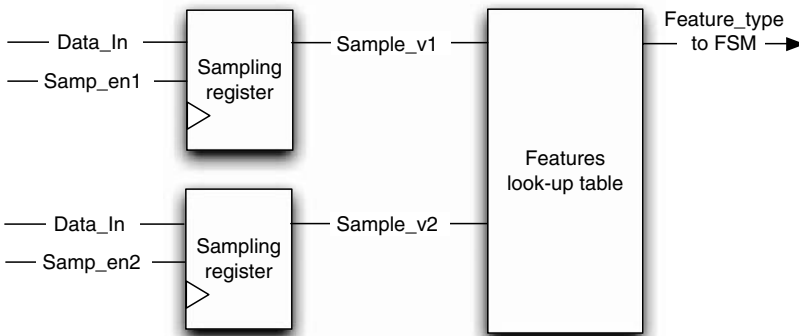 Data_In
Samp_en1
Sampling
register
Sample_v1
Feature_type
to FSM
Features
look-up table
Data_In
Samp_en2
Sampling
register
Sample_v2